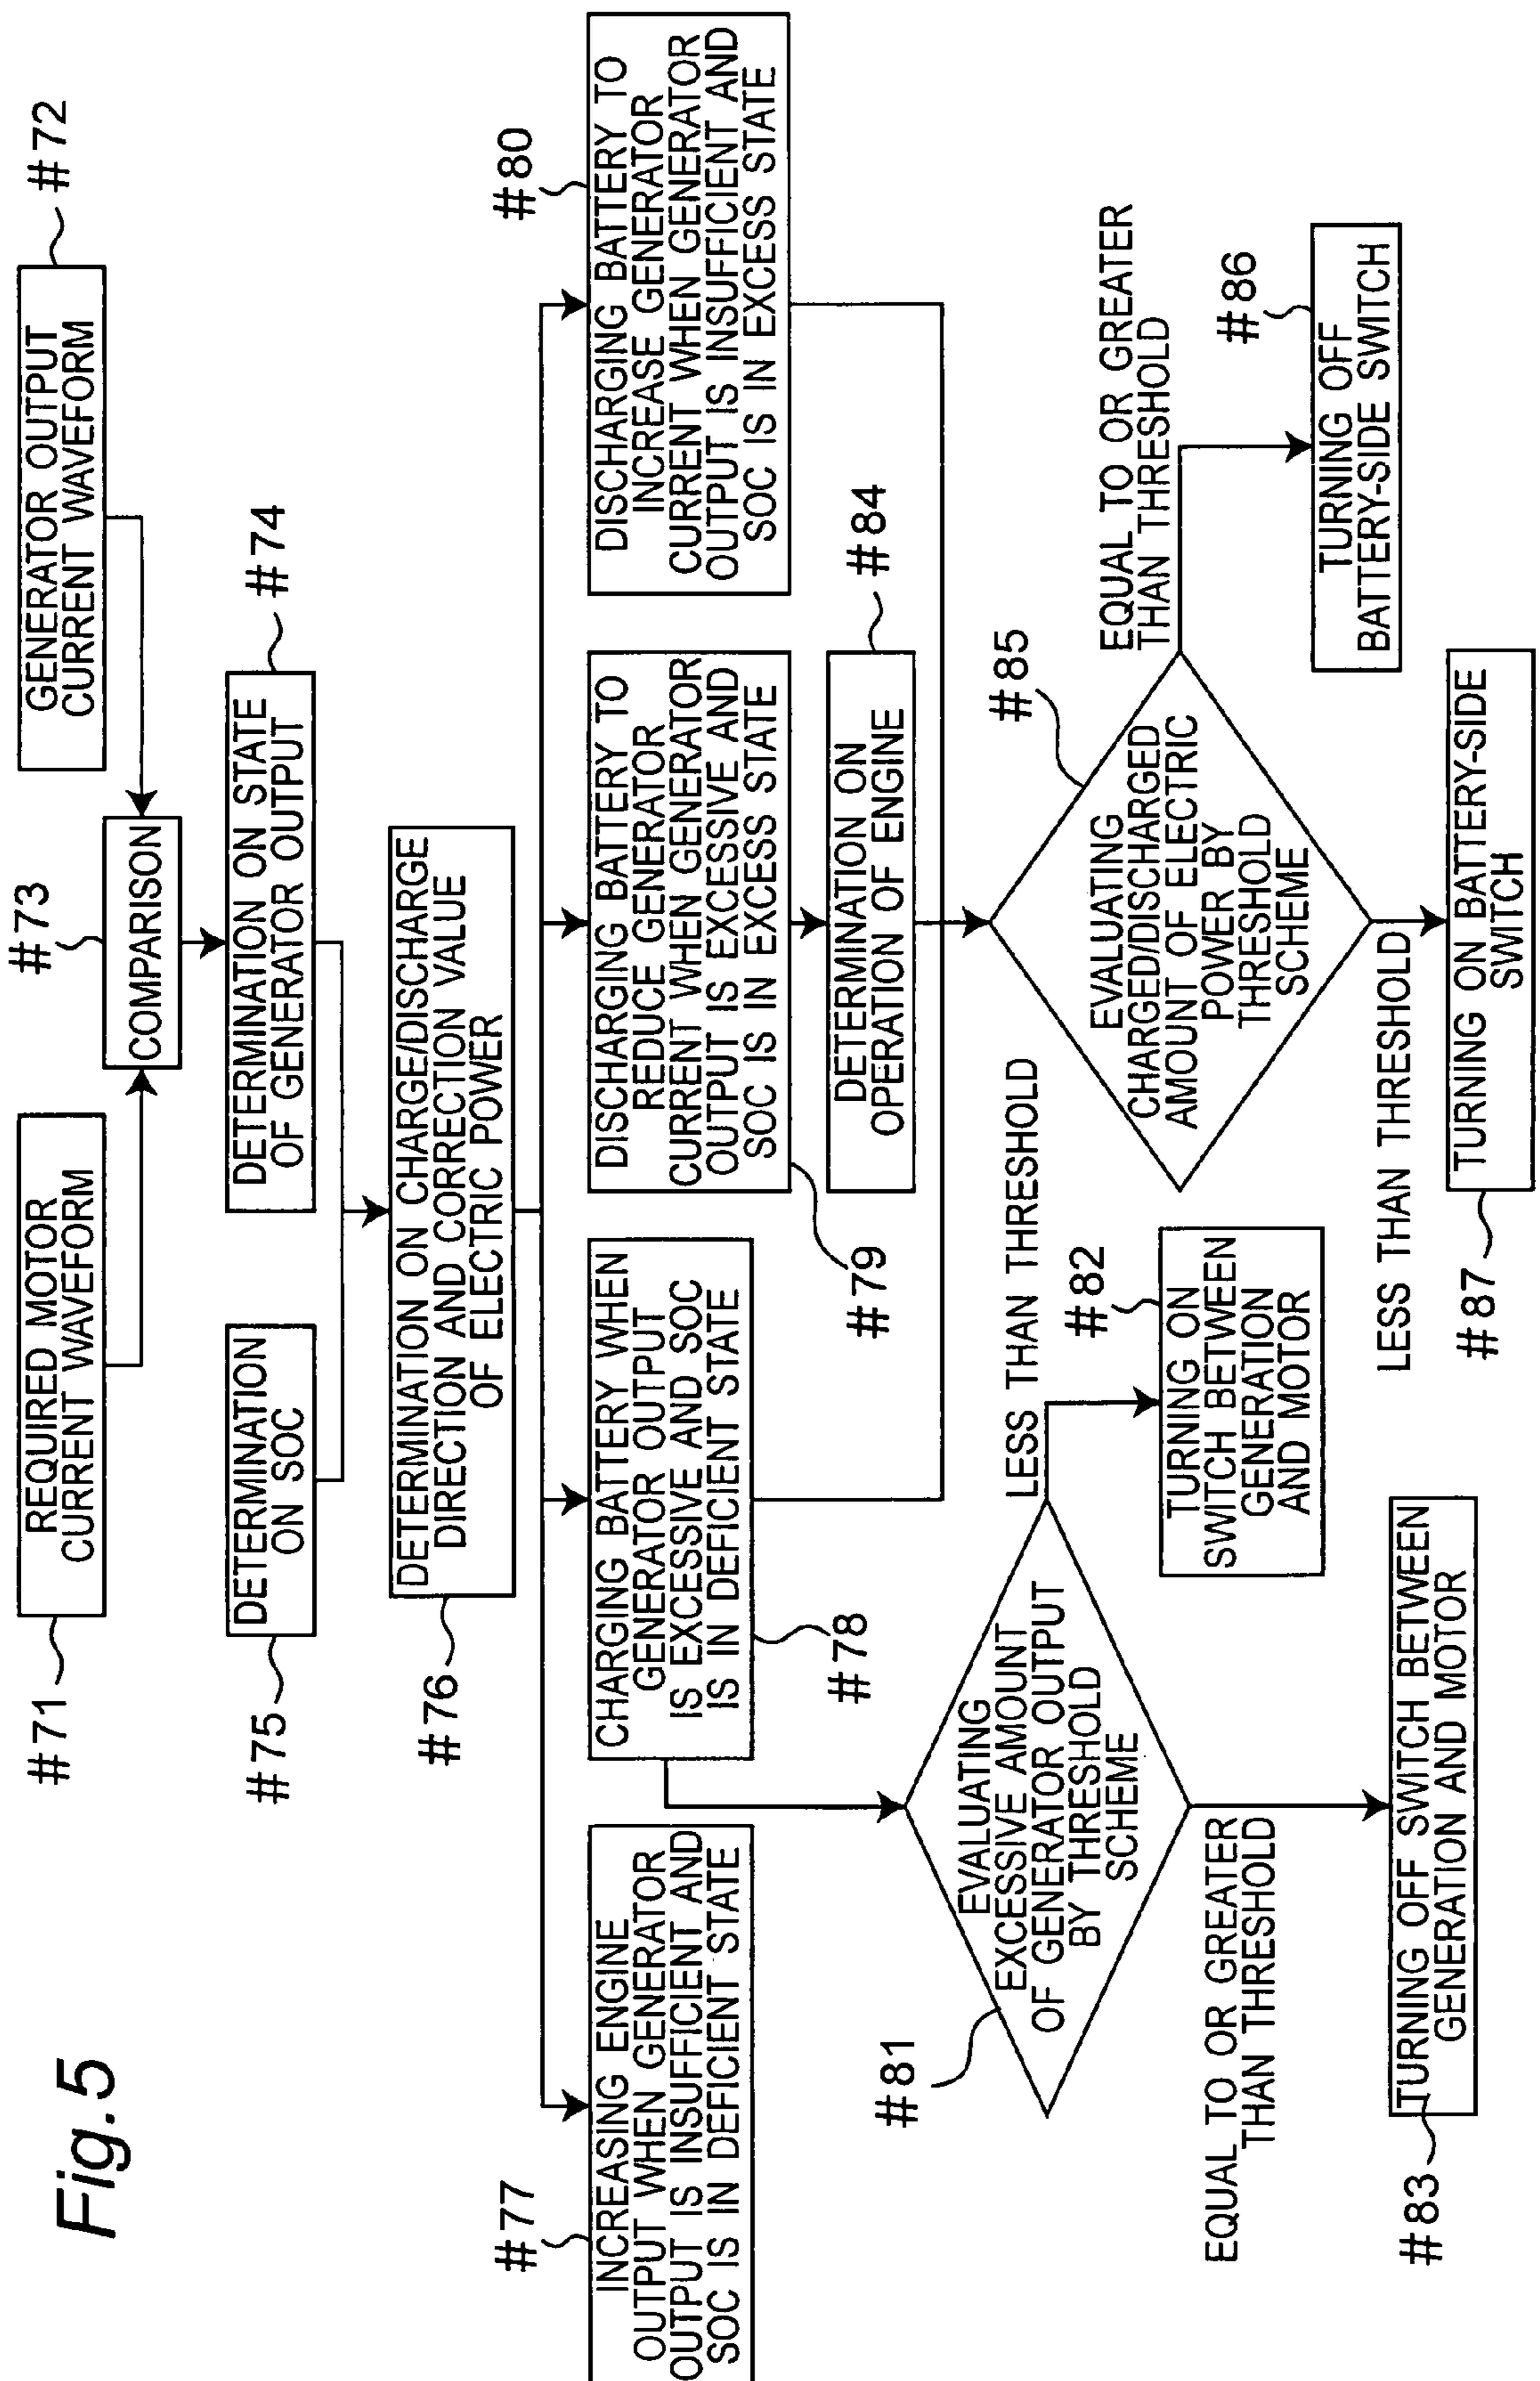 Fig.5
#71
REQUIRED MOTOR
CURRENT WAVEFORM
#73
COMPARISON
GENERATOR OUTPUT
CURRENT WAVEFORM
#72
#75
DETERMINATION
ON SOC
DETERMINATION ON STATE
OF GENERATOR OUTPUT
#74
#76
DETERMINATION ON CHARGE/DISCHARGE
DIRECTION AND CORRECTION VALUE
OF ELECTRIC POWER
#77
INCREASING ENGINE
OUTPUT WHEN GENERATOR
OUTPUT IS INSUFFICIENT AND
SOC IS IN DEFICIENT STATE
CHARGING BATTERY WHEN
GENERATOR OUTPUT
IS EXCESSIVE AND SOC
IS IN DEFICIENT STATE
#78
DISCHARGING BATTERY TO
REDUCE GENERATOR
CURRENT WHEN GENERATOR
OUTPUT IS EXCESSIVE AND
SOC IS IN EXCESS STATE
#79
#80
DISCHARGING BATTERY TO
INCREASE GENERATOR
CURRENT WHEN GENERATOR
OUTPUT IS INSUFFICIENT AND
SOC IS IN EXCESS STATE
DETERMINATION ON
OPERATION OF ENGINE
#84
#81
EVALUATING
EXCESSIVE AMOUNT
OF GENERATOR OUTPUT
BY THRESHOLD
SCHEME
LESS THAN THRESHOLD
#82
TURNING ON
SWITCH BETWEEN
GENERATION
AND MOTOR
EQUAL TO OR GREATER
THAN THRESHOLD
#83
TURNING OFF SWITCH BETWEEN
GENERATION AND MOTOR
#85
EVALUATING
CHARGED/DISCHARGED
AMOUNT OF ELECTRIC
POWER BY
THRESHOLD
SCHEME
EQUAL TO OR GREATER
THAN THRESHOLD
#86
TURNING OFF
BATTERY-SIDE SWITCH
LESS THAN THRESHOLD
#87
TURNING ON BATTERY-SIDE
SWITCH